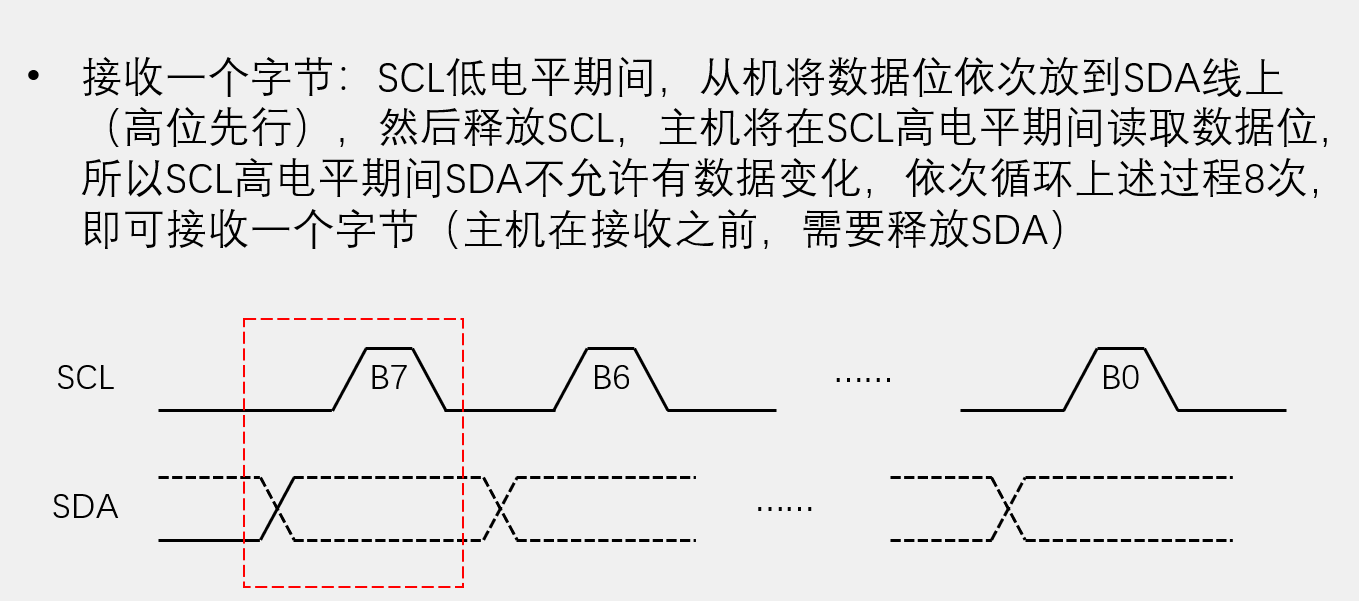 • 接收一个字节：SCL低电平期间，从机将数据位依次放到SDA线上
（高位先行），然后释放SCL，主机将在SCL高电平期间读取数据位，
所以SCL高电平期间SDA不允许有数据变化，依次循环上述过程8次，
即可接收一个字节（主机在接收之前，需要释放SDA）
SCL B7 B6 …… B0
SDA ……